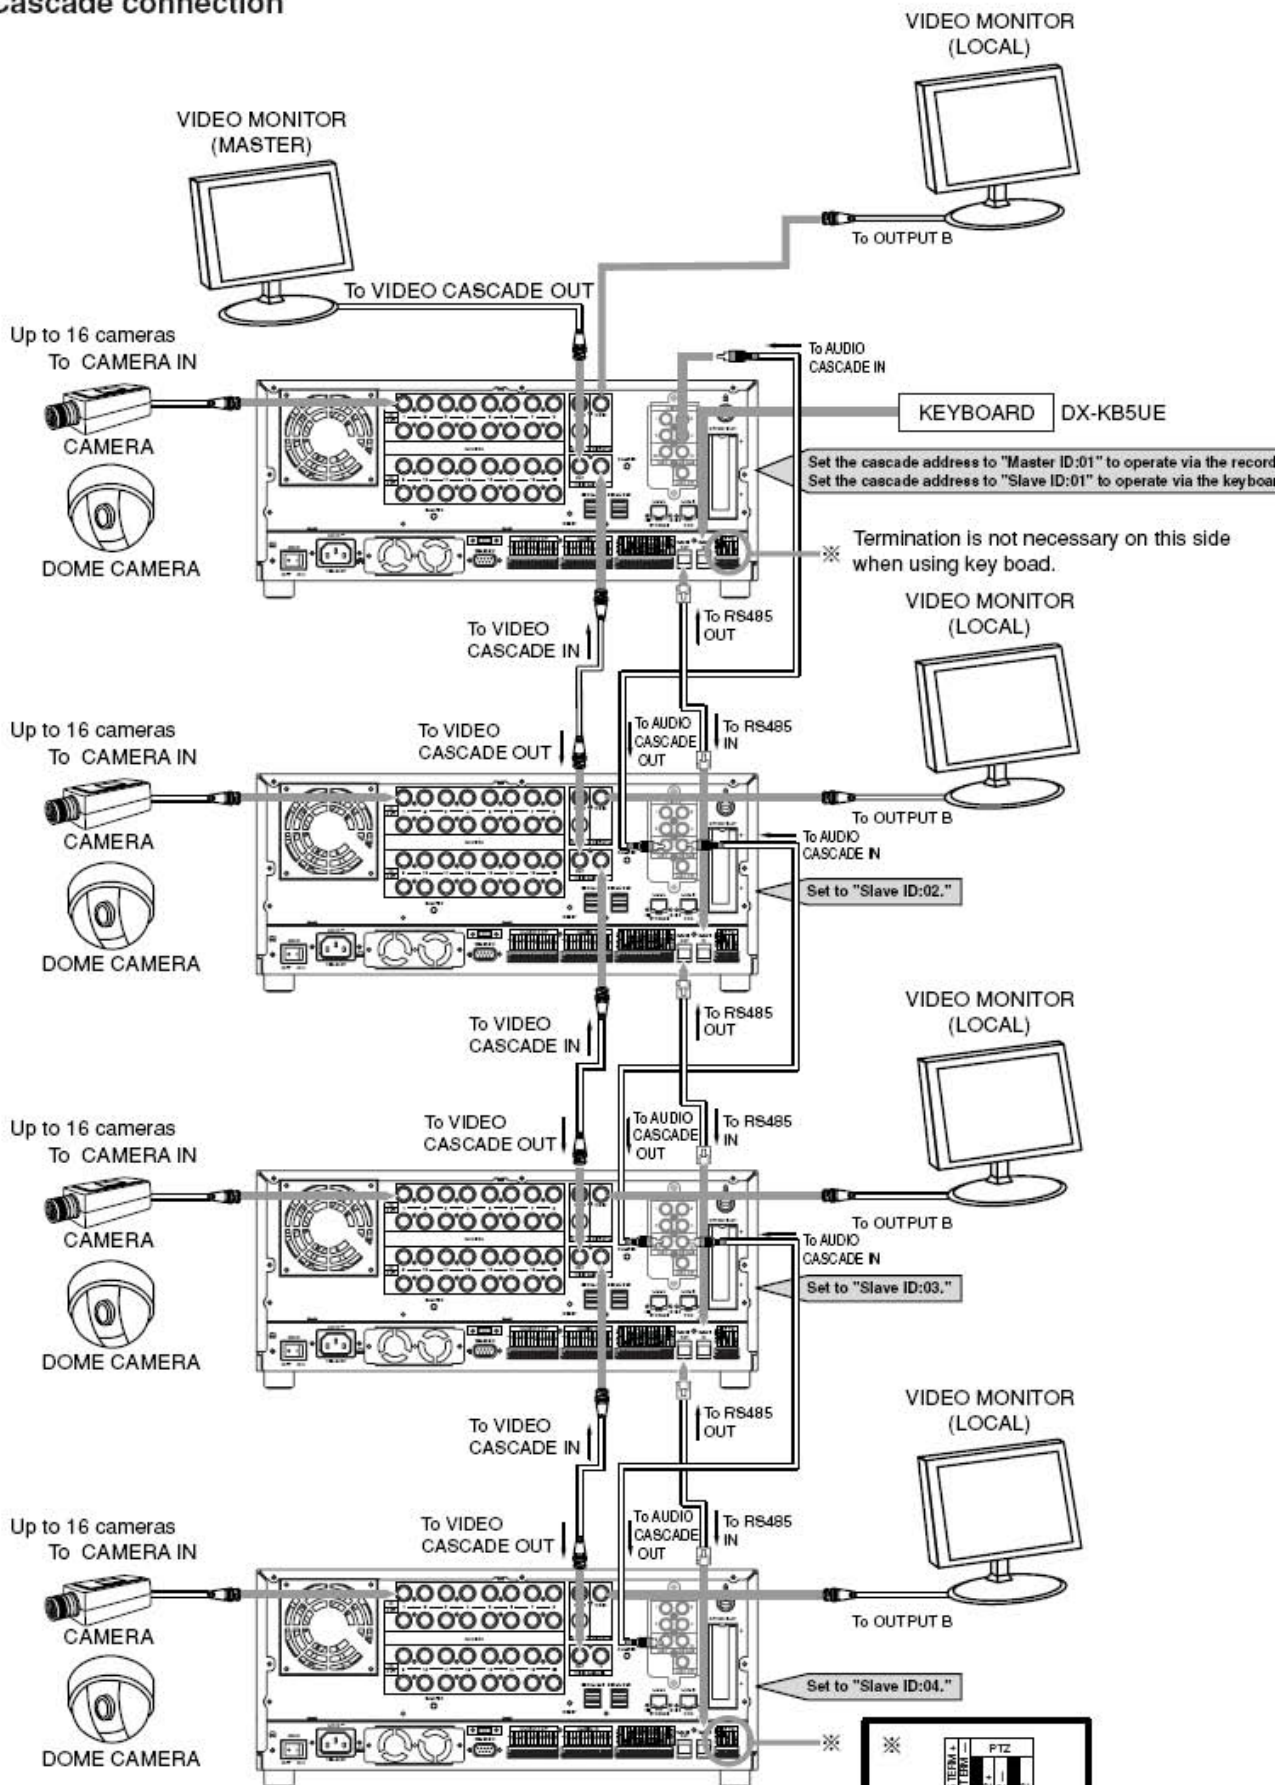 Cascade connection
VIDEO MONITOR
(LOCAL)
VIDEO MONITOR
(MASTER)
To OUTPUT B
To VIDEO CASCADE OUT
Up to 16 cameras
To CAMERA IN
To AUDIO
CASCADE IN
KEYBOARD DX-KB5UE
CAMERA
Set the cascade address to "Master ID:01" to operate via the record
Set the cascade address to "Slave ID:01" to operate via the keyboar
DOME CAMERA
※ Termination is not necessary on this side
when using key boad.
VIDEO MONITOR
(LOCAL)
To VIDEO
CASCADE IN
To RS485
OUT
Up to 16 cameras
To CAMERA IN
To VIDEO
CASCADE OUT
To AUDIO
CASCADE
OUT
To RS485
IN
To OUTPUT B
CAMERA
To AUDIO
CASCADE IN
Set to "Slave ID:02."
DOME CAMERA
VIDEO MONITOR
(LOCAL)
To VIDEO
CASCADE IN
To RS485
OUT
Up to 16 cameras
To CAMERA IN
To VIDEO
CASCADE OUT
To AUDIO
CASCADE
OUT
To RS485
IN
To OUTPUT B
CAMERA
To AUDIO
CASCADE IN
Set to "Slave ID:03."
DOME CAMERA
VIDEO MONITOR
(LOCAL)
To VIDEO
CASCADE IN
To RS485
OUT
Up to 16 cameras
To CAMERA IN
To VIDEO
CASCADE OUT
To AUDIO
CASCADE
OUT
To RS485
IN
To OUTPUT B
CAMERA
Set to "Slave ID:04."
DOME CAMERA
※
※
PTZ
TERM +
TERM